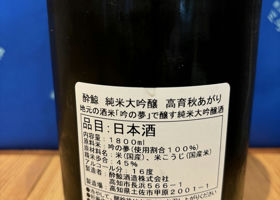 酔鯨 純米大吟醸 高育秋あがり
地元の酒米「吟の夢」で醸す純米大吟醸酒
品目：日本酒
内容量：1800ml
原料米：吟の夢(使用割合100%)
原材料名：米(国産)、米こうじ(国産米)
精米歩合：45%
アルコール分：16度
製造者：酔鯨酒造株式会社
高知市長浜566－1
製造場：高知県土佐市甲原2001－1